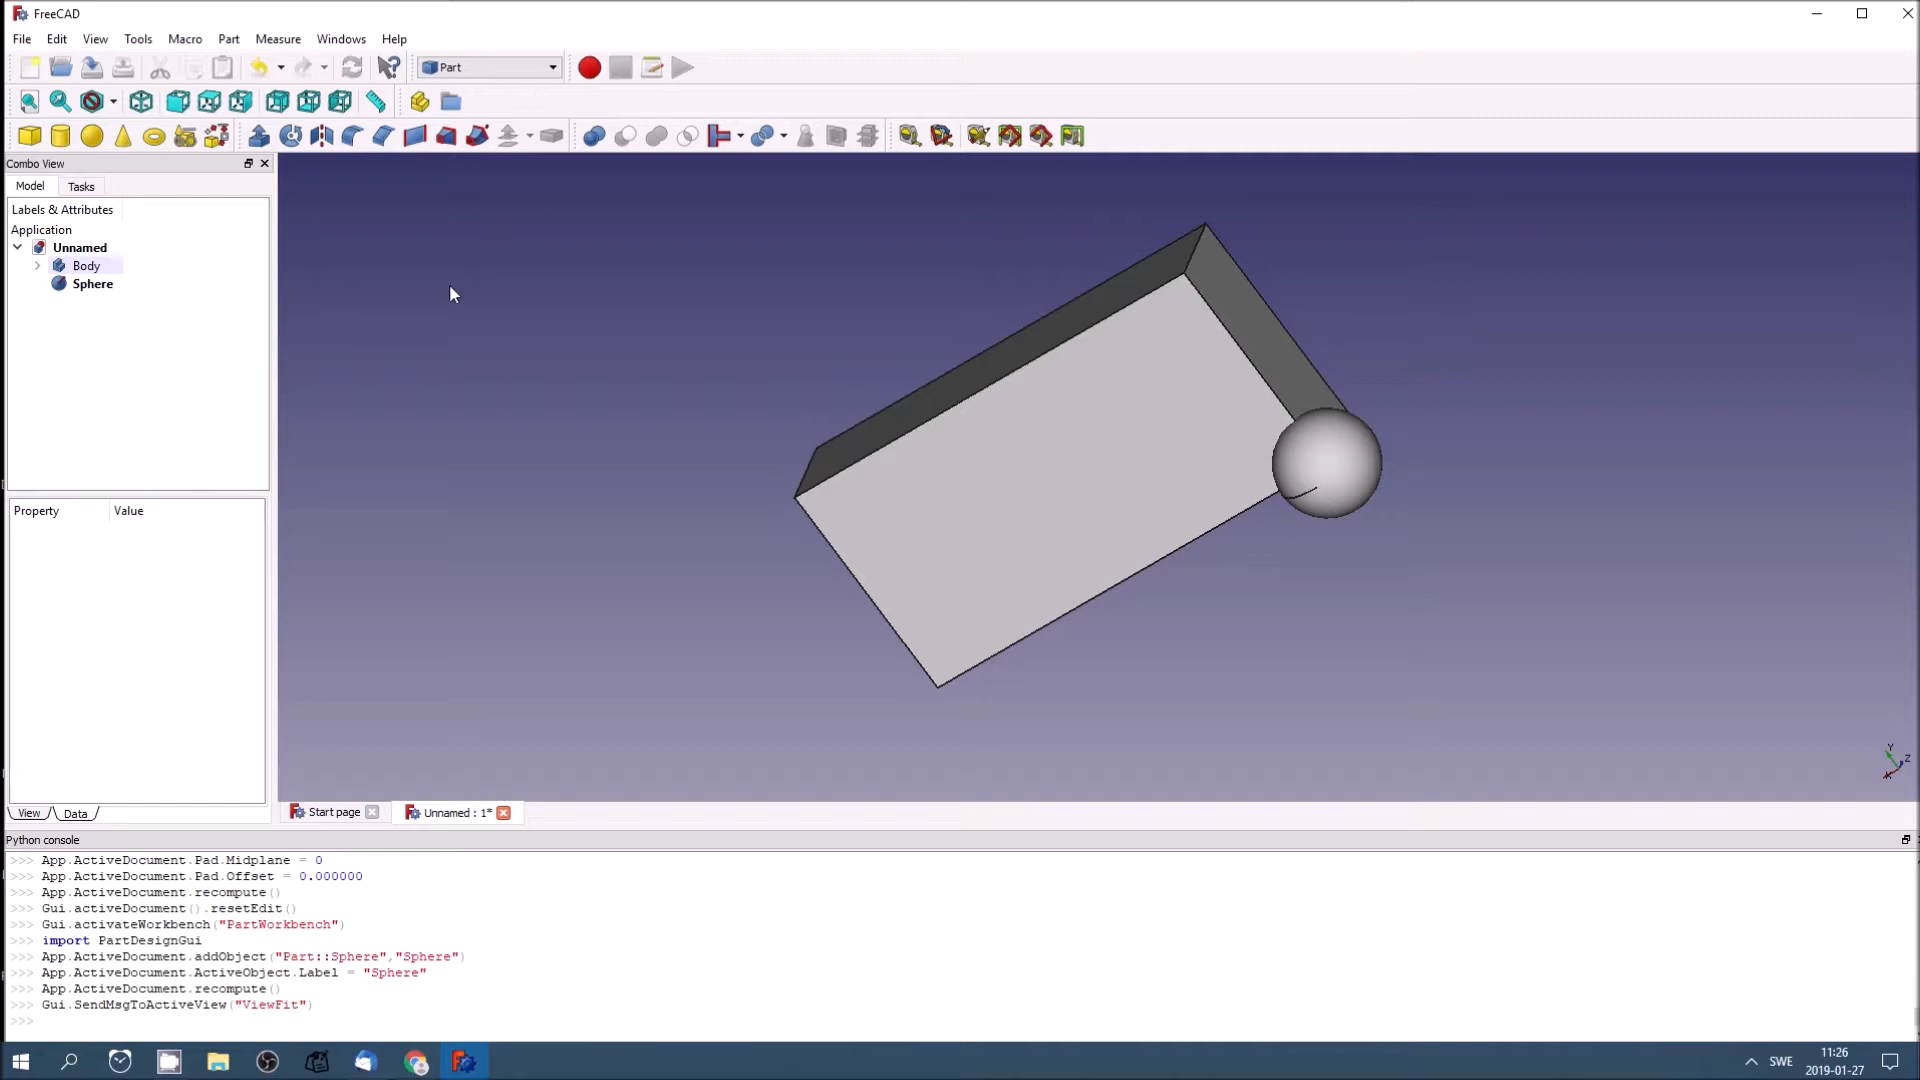 FreeCAD
File Edit View Tools Macro Part Measure Windows Help
Part
Combo View
Model Tasks
Labels & Attributes
Application
Unnamed
Body
Sphere
Property Value
View Data
Start page Unnamed : 1*
Y
Z
X
Python console
>>> App.ActiveDocument.Pad.Midplane = 0
>>> App.ActiveDocument.Pad.Offset = 0.000000
>>> App.ActiveDocument.recompute()
>>> Gui.activeDocument().resetEdit()
>>> Gui.activateWorkbench("PartWorkbench")
>>> import PartDesignGui
>>> App.ActiveDocument.addObject("Part::Sphere","Sphere")
>>> App.ActiveDocument.ActiveObject.Label = "Sphere"
>>> App.ActiveDocument.recompute()
>>> Gui.SendMsgToActiveView("ViewFit")
>>>
SWE
11:26
2019-01-27